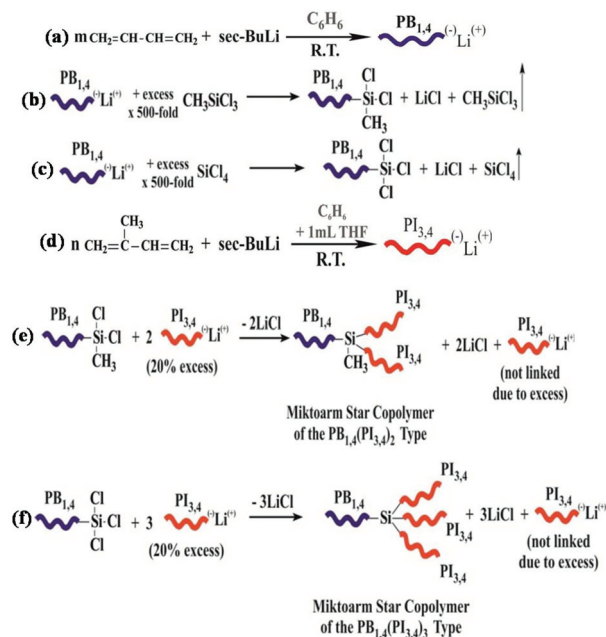 (a) mCH₂=CH-CH=CH₂ + sec-BuLi C₆H₆ R.T. PB₁,₄ (-)Li(+)
(b) PB₁,₄ (-)Li(+) + excess x 500-fold CH₃SiCl₃ PB₁,₄ Cl Si-Cl CH₃ + LiCl + CH₃SiCl₃
(c) PB₁,₄ (-)Li(+) + excess x 500-fold SiCl₄ PB₁,₄ Cl Si-Cl Cl + LiCl + SiCl₄
(d) n CH₂=C-CH=CH₂ CH₃ + sec-BuLi C₆H₆ + 1mL THF R.T. PI₃,₄ (-)Li(+)
(e) PB₁,₄ Cl Si-Cl CH₃ + 2 PI₃,₄ (-)Li(+) - 2LiCl PB₁,₄ Si CH₃ PI₃,₄ PI₃,₄ + 2LiCl + PI₃,₄ (-)Li(+)
(20% excess)
(not linked
due to excess)
Miktoarm Star Copolymer
of the PB₁,₄(PI₃,₄)₂ Type
(f) PB₁,₄ Cl Si-Cl Cl + 3 PI₃,₄ (-)Li(+) - 3LiCl PB₁,₄ Si PI₃,₄ PI₃,₄ PI₃,₄ + 3LiCl + PI₃,₄ (-)Li(+)
(20% excess)
(not linked
due to excess)
Miktoarm Star Copolymer
of the PB₁,₄(PI₃,₄)₃ Type